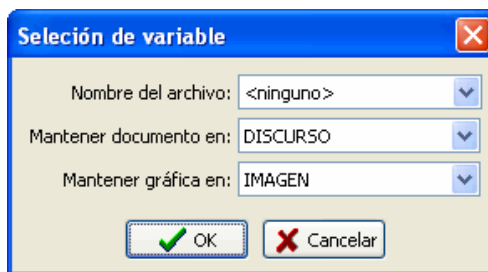 Seleción de variable
Nombre del archivo: <ninguno>
Mantener documento en: DISCURSO
Mantener gráfica en: IMAGEN
OK Cancelar